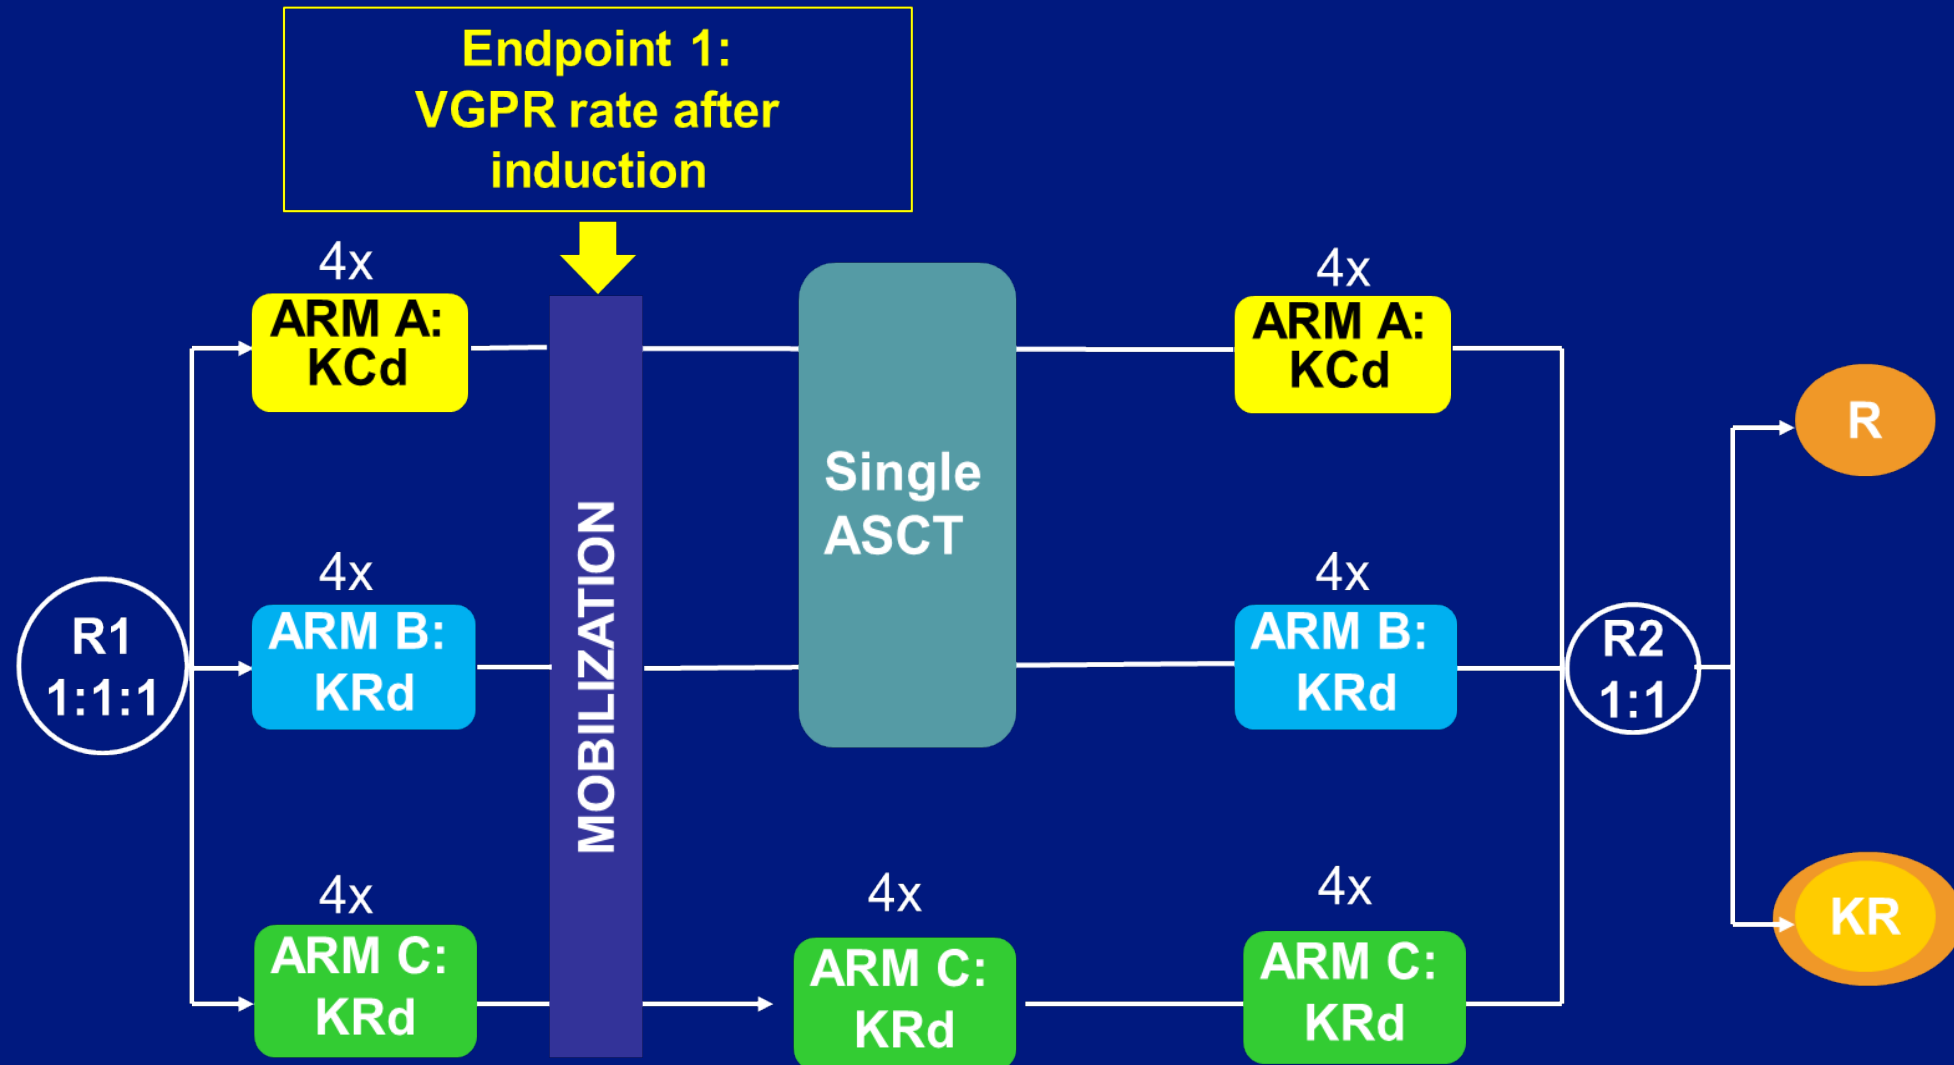 Endpoint 1:
VGPR rate after
induction
4x
ARM A:
KCd
4x
ARM A:
KCd
R
Single
ASCT
MOBILIZATION
R1
1:1:1
4x
ARM B:
KRd
4x
ARM B:
KRd
R2
1:1
4x
ARM C:
KRd
4x
ARM C:
KRd
4x
ARM C:
KRd
KR